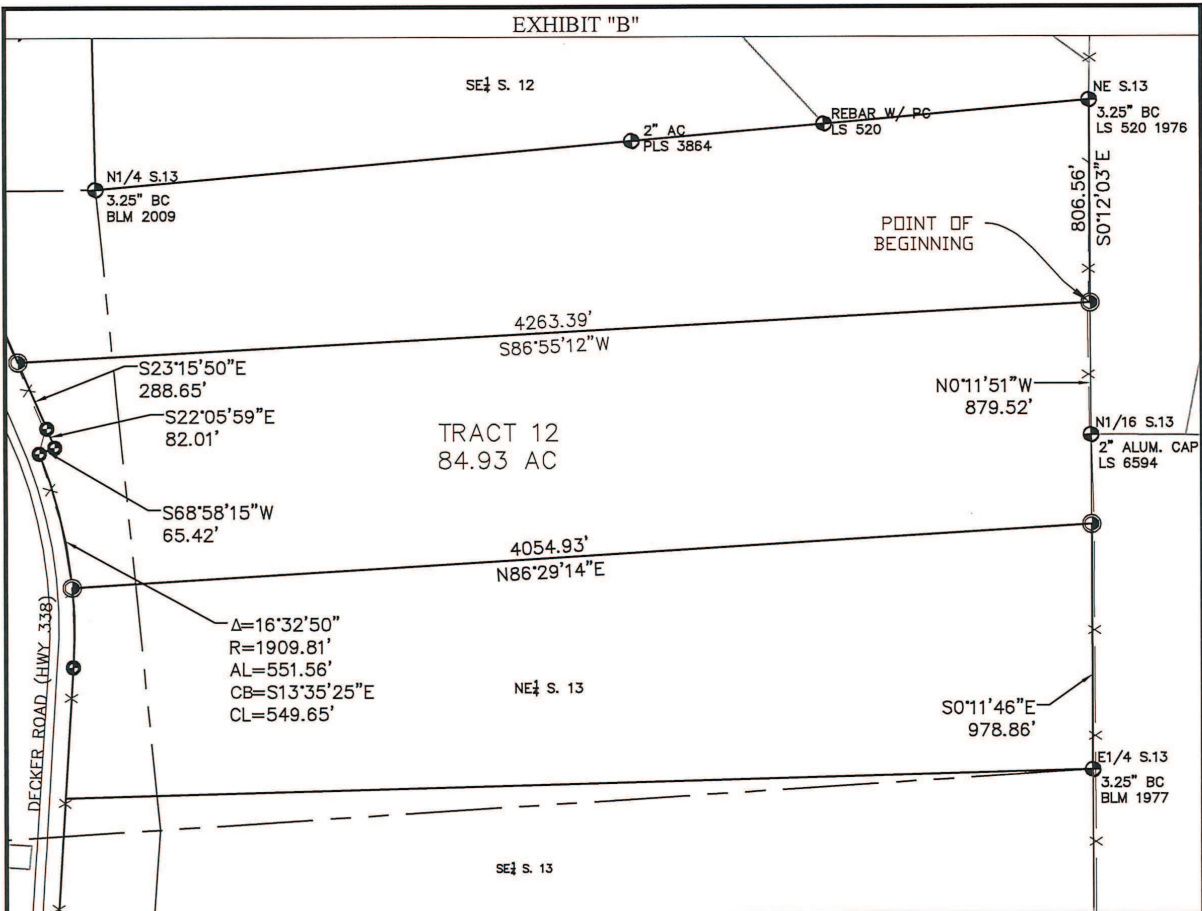 EXHIBIT "B"
SE¼ S. 12
NE S.13
3.25" BC
LS 520 1976
REBAR W/ PC
LS 520
2" AC
PLS 3864
N1/4 S.13
3.25" BC
BLM 2009
806.56'
S0°12'03"E
POINT OF
BEGINNING
4263.39'
S86°55'12"W
S23°15'50"E
288.65'
S22°05'59"E
82.01'
N0°11'51"W
879.52'
N1/16 S.13
2" ALUM. CAP
LS 6594
TRACT 12
84.93 AC
S68°58'15"W
65.42'
4054.93'
N86°29'14"E
Δ=16°32'50"
R=1909.81'
AL=551.56'
CB=S13°35'25"E
CL=549.65'
DECKER ROAD (HWY 338)
NE¼ S. 13
S0°11'46"E
978.86'
E1/4 S.13
3.25" BC
BLM 1977
SE¼ S. 13